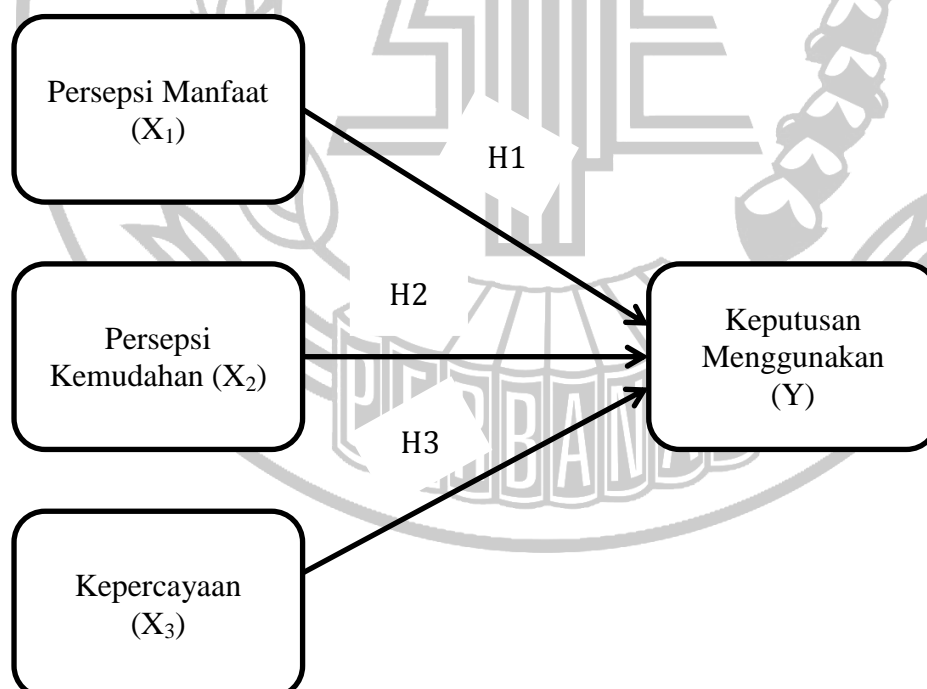 Persepsi Manfaat
(X₁)
H1
Persepsi
Kemudahan (X₂)
H2
Keputusan
Menggunakan
(Y)
H3
Kepercayaan
(X₃)